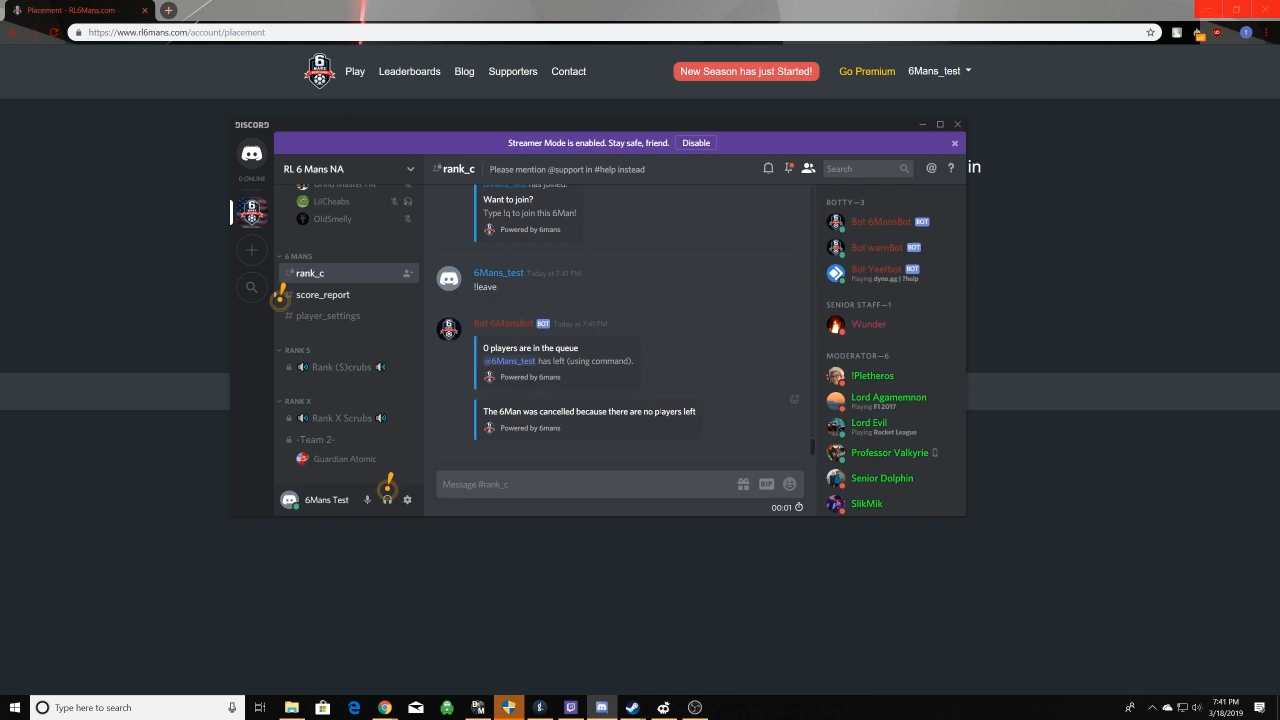 Placement - RL6Mans.com
https://www.rl6mans.com/account/placement
6
Play
Leaderboards
Blog
Supporters
Contact
New Season has just Started!
Go Premium
6Mans_test
in
DISCORD
Streamer Mode is enabled. Stay safe, friend.
Disable
0 ONLINE
RL 6 Mans NA
LilCheabs
OldSmelly
6 MANS
rank_c
score_report
player_settings
RANK S
Rank (S)crubs
RANK X
Rank X Scrubs
-Team 2-
Guardian Atomic
6Mans Test
rank_c
Please mention @support in #help instead
Search
@6Mans_test has joined.
Want to join?
Type !q to join this 6Man!
Powered by 6mans
6Mans_test Today at 7:41 PM
!leave
Bot 6MansBot BOT Today at 7:41 PM
0 players are in the queue
@6Mans_test has left (using command).
Powered by 6mans
The 6Man was cancelled because there are no players left
Powered by 6mans
Message #rank_c
GIF
00:01
BOTTY—3
Bot 6MansBot BOT
Bot warnBot BOT
Bot Yeetbot BOT
Playing dyno.gg | ?help
SENIOR STAFF—1
Wunder
MODERATOR—6
!Pletheros
Lord Agamemnon
Playing F1 2017
Lord Evil
Playing Rocket League
Professor Valkyrie
Senior Dolphin
SlikMik
Type here to search
7:41 PM
3/18/2019